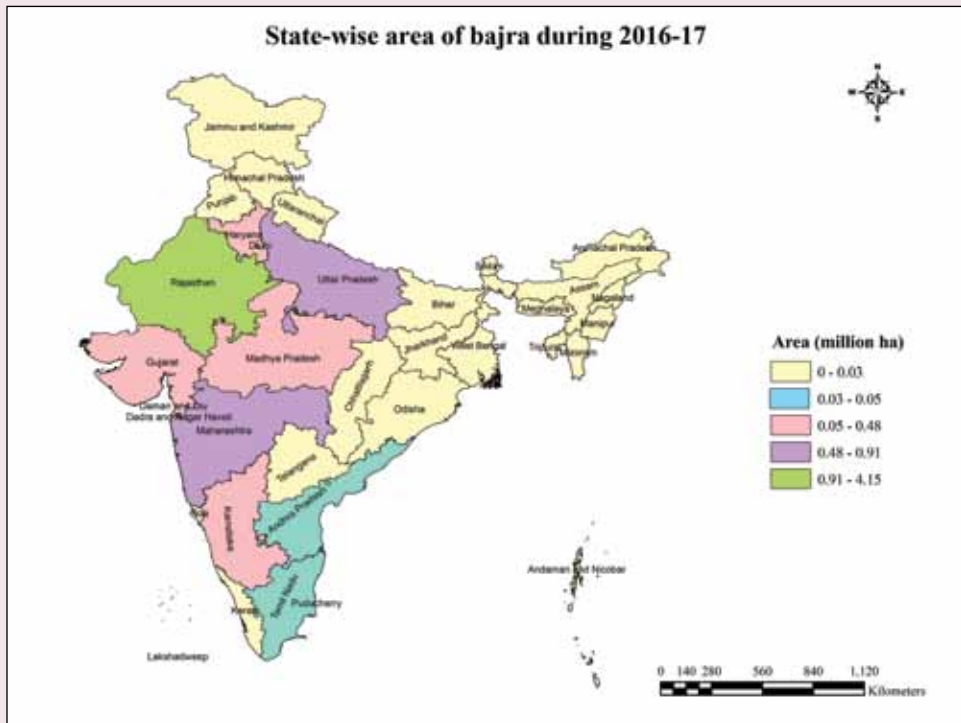 State-wise area of bajra during 2016-17
N
W E
S
Jammu and Kashmir
Himachal Pradesh
Punjab
Uttaranchal
Haryana
Delhi
Arunachal Pradesh
Sikkim
Rajasthan
Uttar Pradesh
Assam
Nagaland
Bihar
Meghalaya
Manipur
Jharkhand
West Bengal
Tripura
Mizoram
Gujarat
Madhya Pradesh
Chhattisgarh
Odisha
Daman and Diu
Dadra and Nagar Haveli
Maharashtra
Telangana
Goa
Karnataka
Andhra Pradesh
Andaman and Nicobar
Kerala
Tamil Nadu
Puducherry
Lakshadweep
Area (million ha)
0 - 0.03
0.03 - 0.05
0.05 - 0.48
0.48 - 0.91
0.91 - 4.15
0 140 280 560 840 1,120
Kilometers